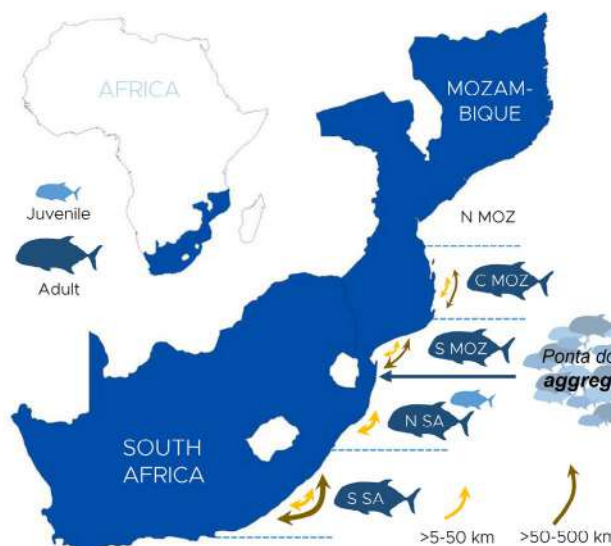 AFRICA
MOZAM-
BIQUE
Juvenile
N MOZ
Adult
C MOZ
S MOZ
Ponta do
aggreg
N SA
SOUTH
AFRICA
S SA
>5-50 km
>50-500 km